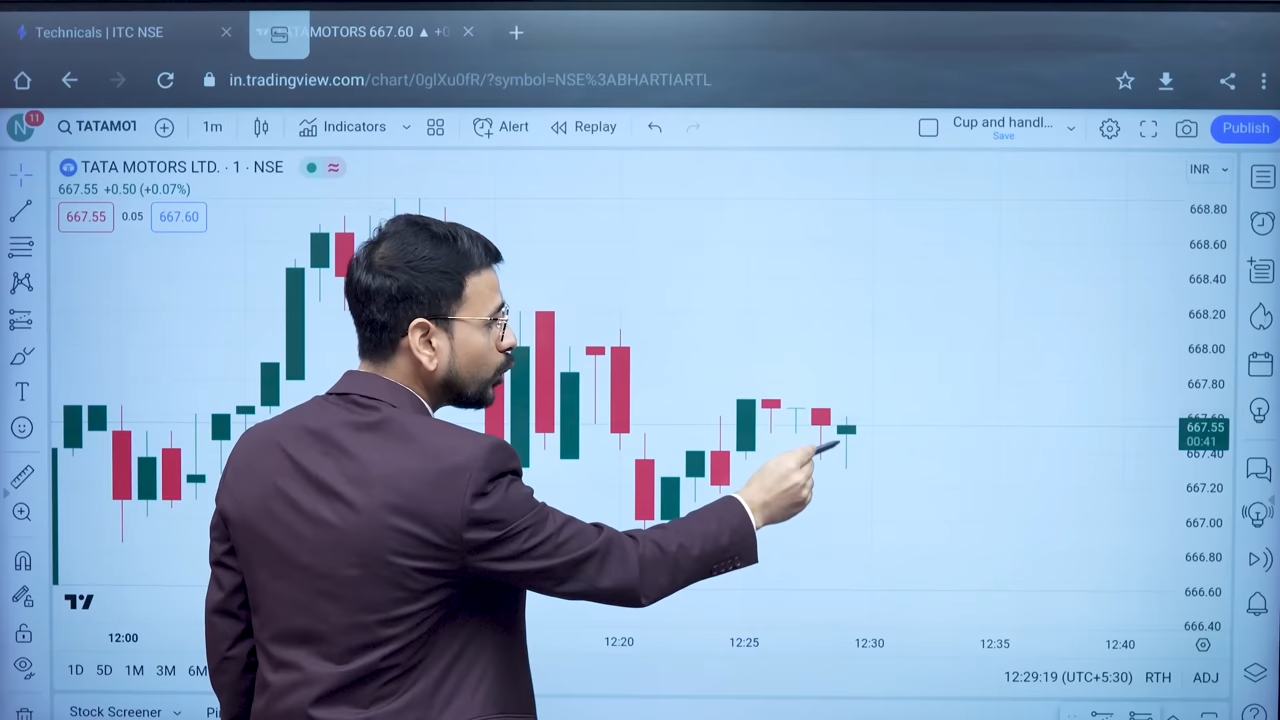 Technicals | ITC NSE
TAMOTORS 667.60 ▲ +0
in.tradingview.com/chart/0glXu0fR/?symbol=NSE%3ABHARTIARTL
N 11 TATAMOT 1m Indicators Alert Replay Cup and handl... Save Publish
TATA MOTORS LTD. · 1 · NSE
INR
667.55 +0.50 (+0.07%)
667.55 0.05 667.60
668.80
668.60
668.40
668.20
668.00
667.80
667.55
00:41
667.40
667.20
667.00
666.80
666.60
666.40
12:00 12:20 12:25 12:30 12:35 12:40
1D 5D 1M 3M 6M 12:29:19 (UTC+5:30) RTH ADJ
Stock Screener